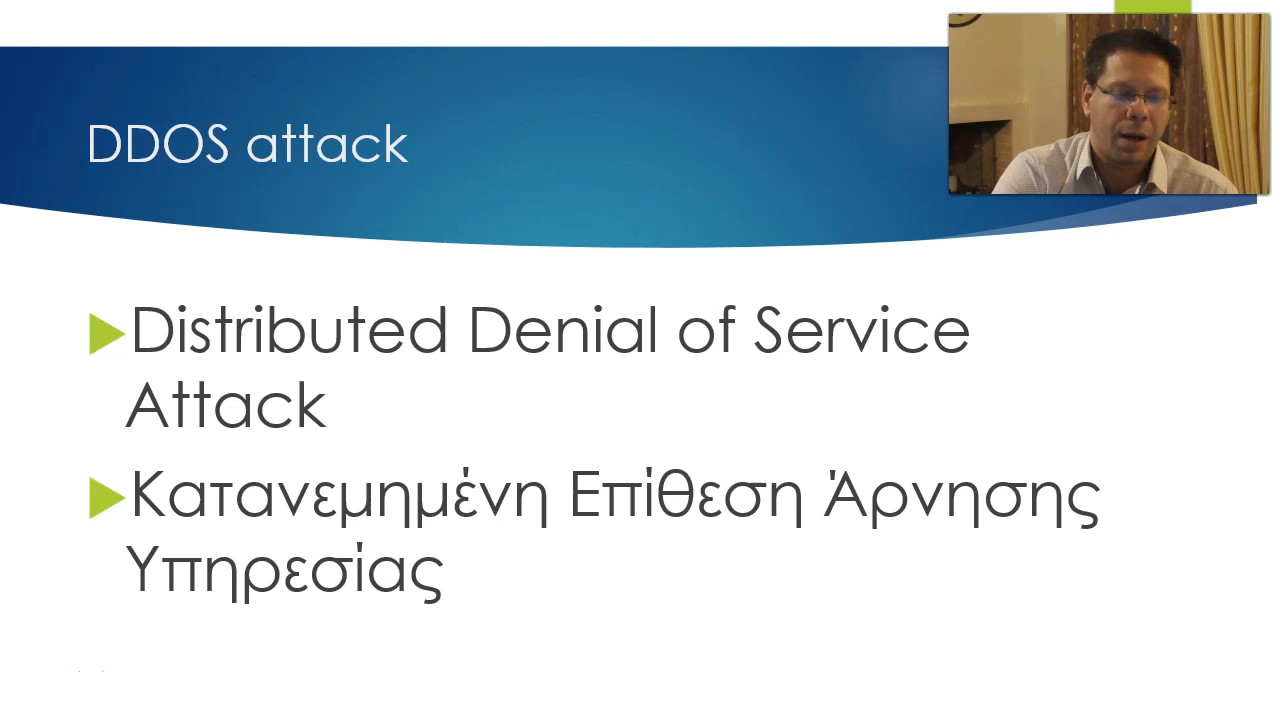 DDOS attack
Distributed Denial of Service
Attack
Κατανεμημένη Επίθεση Άρνησης
Υπηρεσίας